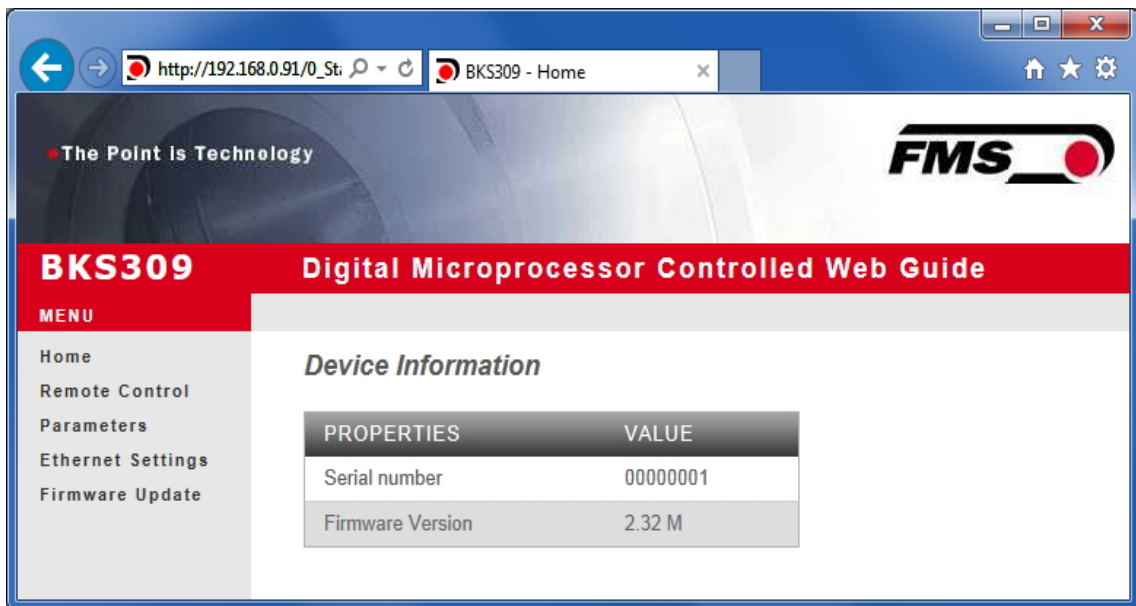 http://192.168.0.91/0_St
BKS309 - Home
The Point is Technology
FMS
BKS309
Digital Microprocessor Controlled Web Guide
MENU
Home
Remote Control
Parameters
Ethernet Settings
Firmware Update
Device Information
PROPERTIES VALUE
Serial number 00000001
Firmware Version 2.32 M